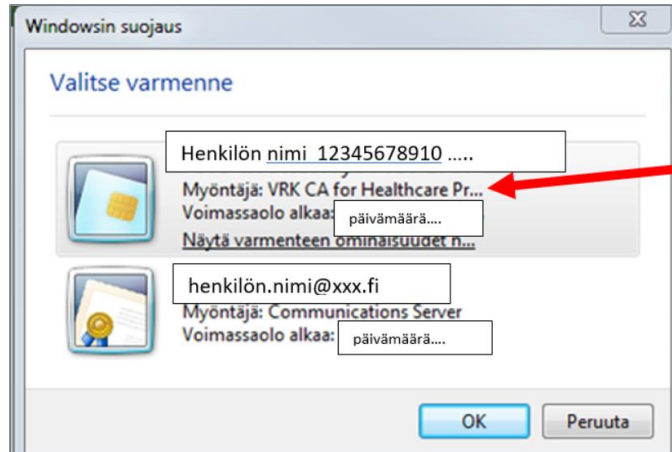 Windowsin suojaus
Valitse varmenne
Henkilön nimi 12345678910 .....
Myöntäjä: VRK CA for Healthcare Pr...
Voimassaolo alkaa: päivämäärä....
Näytä varmenteen ominaisuudet n...
henkilön.nimi@xxx.fi
Myöntäjä: Communications Server
Voimassaolo alkaa: päivämäärä....
OK Peruuta